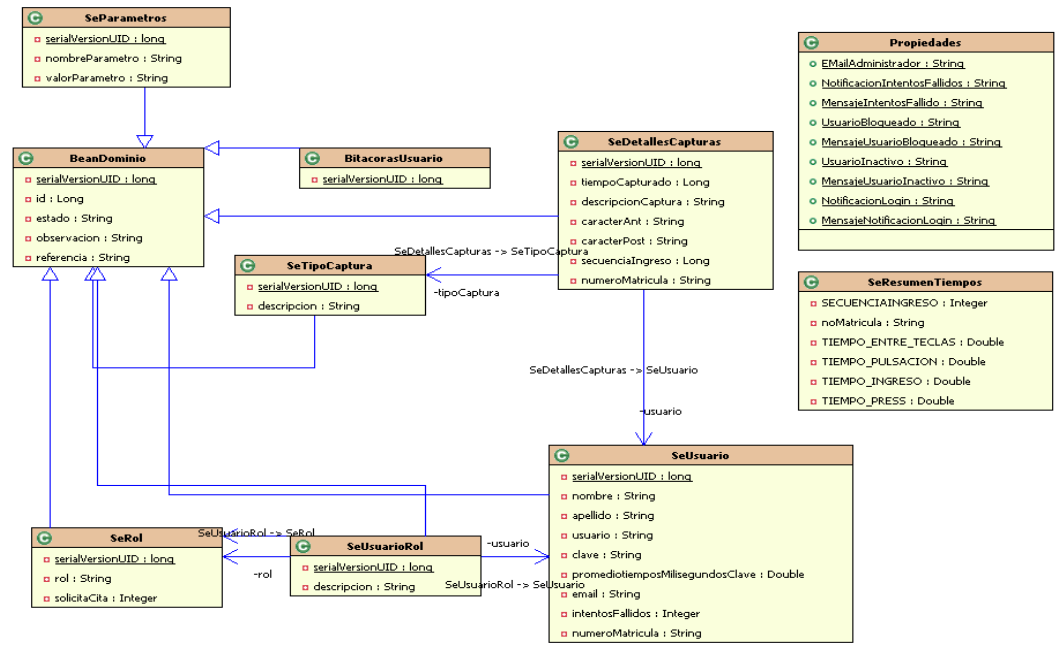 SeParametros
serialVersionUID : long
nombreParametro : String
valorParametro : String
Propiedades
EMailAdministrador : String
NotificacionIntentosFallidos : String
MensajeIntentosFallido : String
UsuarioBloqueado : String
MensajeUsuarioBloqueado : String
UsuarioInactivo : String
MensajeUsuarioInactivo : String
NotificacionLogin : String
MensajeNotificacionLogin : String
BeanDominio
serialVersionUID : long
id : Long
estado : String
observacion : String
referencia : String
BitacorasUsuario
serialVersionUID : long
SeDetallesCapturas
serialVersionUID : long
tiempoCapturado : Long
descripcionCaptura : String
caracterAnt : String
caracterPost : String
secuenciaIngreso : Long
numeroMatricula : String
SeDetallesCapturas -> SeTipoCaptura
-tipoCaptura
SeTipoCaptura
serialVersionUID : long
descripcion : String
SeResumenTiempos
SECUENCIAINGRESO : Integer
noMatricula : String
TIEMPO_ENTRE_TECLAS : Double
TIEMPO_PULSACION : Double
TIEMPO_INGRESO : Double
TIEMPO_PRESS : Double
SeDetallesCapturas -> SeUsuario
-usuario
SeUsuario
serialVersionUID : long
nombre : String
apellido : String
usuario : String
clave : String
promediotiemposMilisegundosClave : Double
email : String
intentosFallidos : Integer
numeroMatricula : String
SeRol
serialVersionUID : long
rol : String
solicitaCita : Integer
SeUsuarioRol -> SeRol
-rol
SeUsuarioRol
serialVersionUID : long
descripcion : String
-usuario
SeUsuarioRol -> SeUsuario